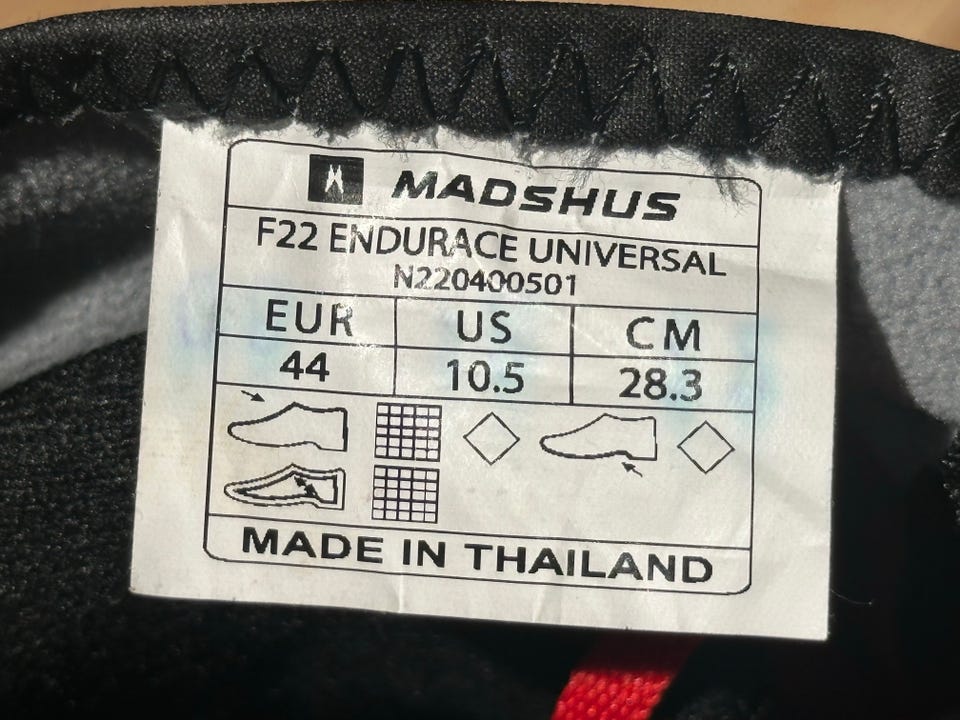 MADSHUS
F22 ENDURACE UNIVERSAL
N220400501
EUR US CM
44 10.5 28.3
MADE IN THAILAND